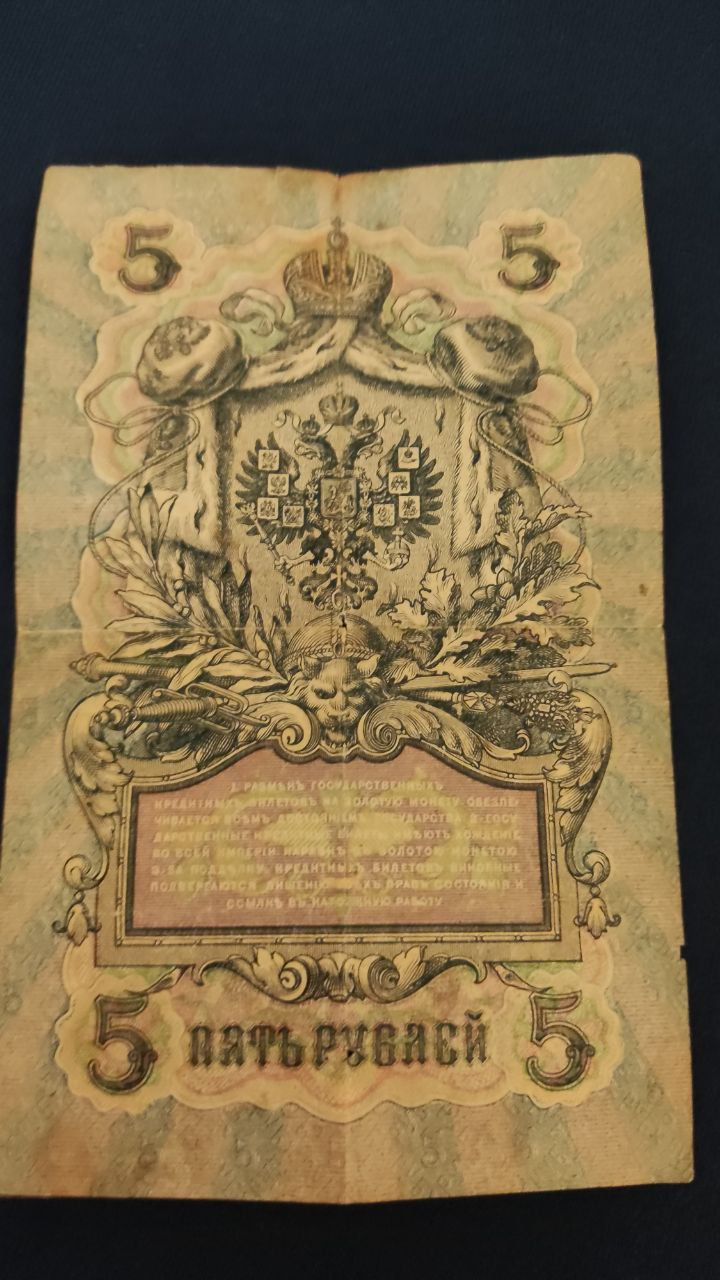 5 5
1. РАЗМѢНЪ ГОСУДАРСТВЕННЫХЪ
КРЕДИТНЫХЪ БИЛЕТОВЪ НА ЗОЛОТУЮ МОНЕТУ ОБЕЗПЕ-
ЧИВАЕТСЯ ВСѢМЪ ДОСТОЯНІЕМЪ ГОСУДАРСТВА. 2. ГОСУ-
ДАРСТВЕННЫЕ КРЕДИТНЫЕ БИЛЕТЫ ИМѢЮТЪ ХОЖДЕНІЕ
ВО ВСЕЙ ИМПЕРІИ НАРАВНѢ СЪ ЗОЛОТОЮ МОНЕТОЮ.
3. ЗА ПОДДѢЛКУ КРЕДИТНЫХЪ БИЛЕТОВЪ ВИНОВНЫЕ
ПОДВЕРГАЮТСЯ ЛИШЕНІЮ ВСѢХЪ ПРАВЪ СОСТОЯНІЯ И
ССЫЛКѢ ВЪ КАТОРЖНУЮ РАБОТУ.
5 ПЯТЬ РУБЛЕЙ 5